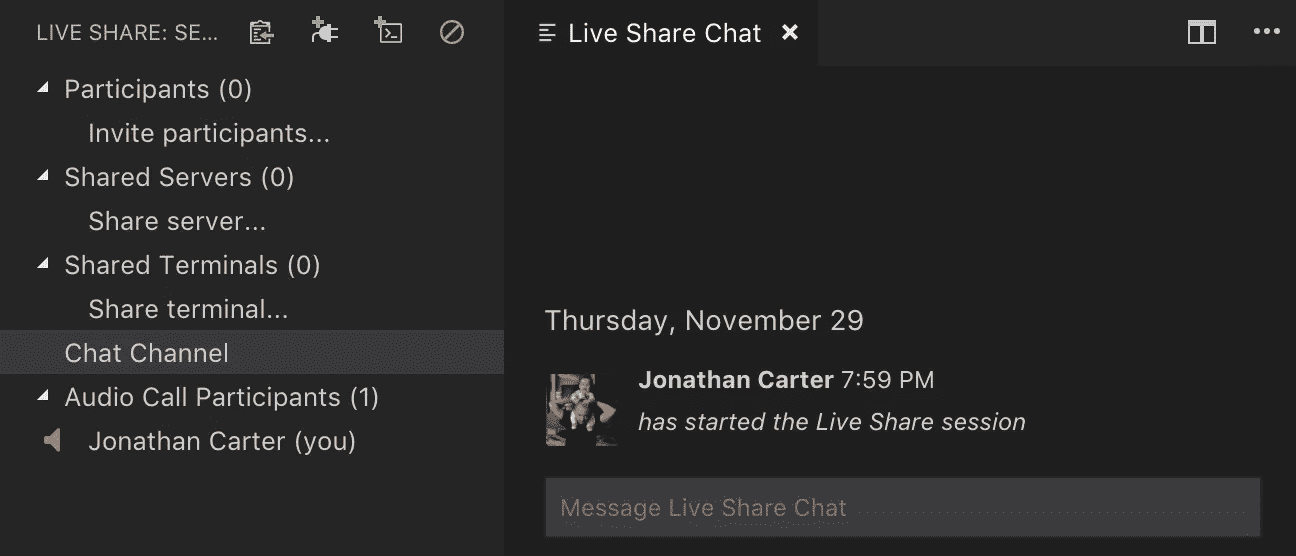 LIVE SHARE: SE...
Live Share Chat
Participants (0)
Invite participants...
Shared Servers (0)
Share server...
Shared Terminals (0)
Share terminal...
Chat Channel
Audio Call Participants (1)
Jonathan Carter (you)
Thursday, November 29
Jonathan Carter 7:59 PM
has started the Live Share session
Message Live Share Chat